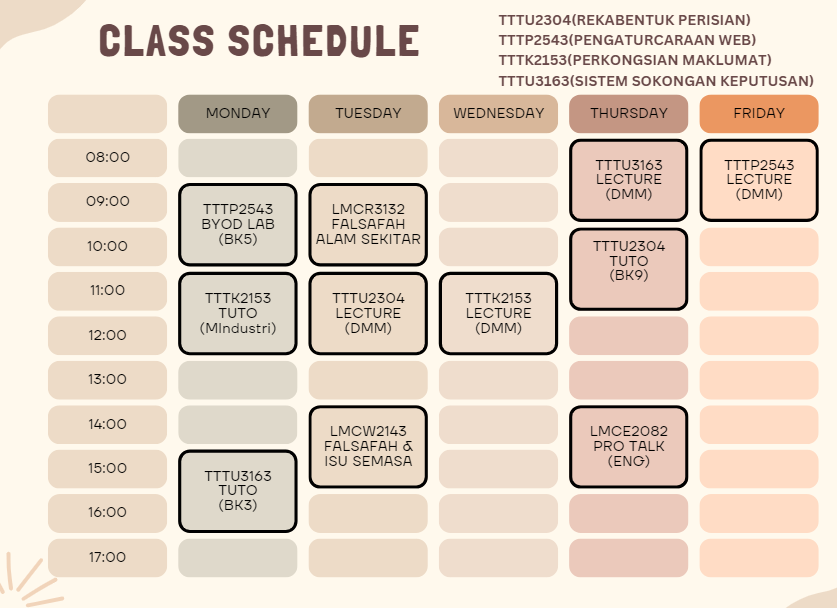 CLASS SCHEDULE
TTTU2304(REKABENTUK PERISIAN)
TTTP2543(PENGATURCARAAN WEB)
TTTK2153(PERKONGSIAN MAKLUMAT)
TTTU3163(SISTEM SOKONGAN KEPUTUSAN)
MONDAY
TUESDAY
WEDNESDAY
THURSDAY
FRIDAY
08:00
TTTU3163
LECTURE
(DMM)
TTTP2543
LECTURE
(DMM)
09:00
TTTP2543
BYOD LAB
(BK5)
LMCR3132
FALSAFAH
ALAM SEKITAR
10:00
TTTU2304
TUTO
(BK9)
11:00
TTTK2153
TUTO
(MIndustri)
TTTU2304
LECTURE
(DMM)
TTTK2153
LECTURE
(DMM)
12:00
13:00
14:00
LMCW2143
FALSAFAH &
ISU SEMASA
LMCE2082
PRO TALK
(ENG)
15:00
TTTU3163
TUTO
(BK3)
16:00
17:00